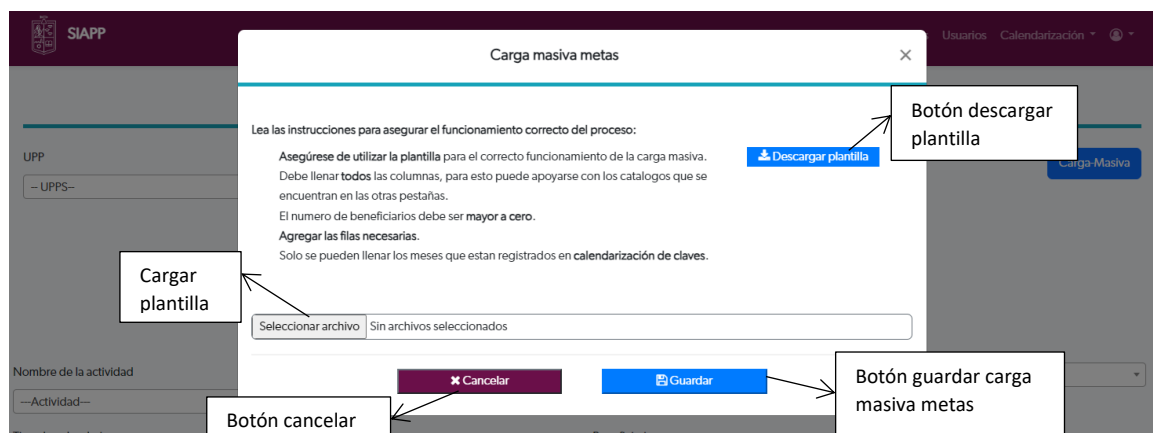 SIAPP
Usuarios Calendarización
Carga masiva metas ×
Botón descargar
plantilla
Lea las instrucciones para asegurar el funcionamiento correcto del proceso:
Asegúrese de utilizar la plantilla para el correcto funcionamiento de la carga masiva.
Descargar plantilla
Debe llenar todos las columnas, para esto puede apoyarse con los catalogos que se
encuentran en las otras pestañas.
El numero de beneficiarios debe ser mayor a cero.
Agregar las filas necesarias.
Solo se pueden llenar los meses que estan registrados en calendarización de claves.
UPP
-- UPPS--
Carga-Masiva
Cargar
plantilla
Seleccionar archivo Sin archivos seleccionados
Nombre de la actividad
---Actividad---
Cancelar
Guardar
Botón guardar carga
masiva metas
Botón cancelar